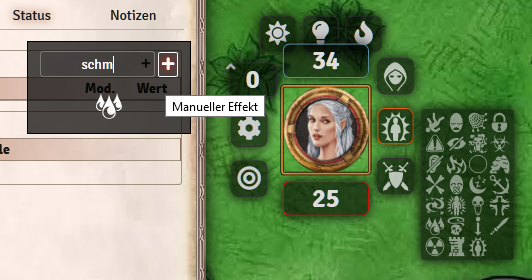 Status Notizen
schm
Mod. Wert
Manueller Effekt
le
34
0
25